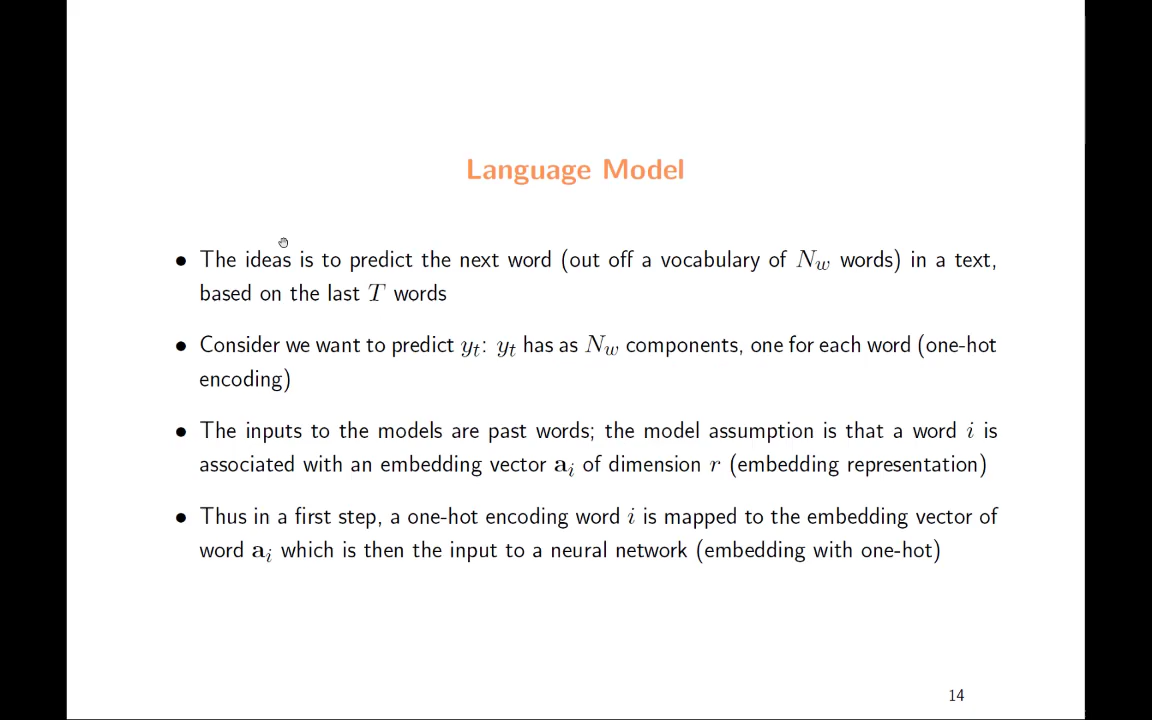 Language Model
• The ideas is to predict the next word (out off a vocabulary of N_w words) in a text,
based on the last T words
• Consider we want to predict y_t: y_t has as N_w components, one for each word (one-hot
encoding)
• The inputs to the models are past words; the model assumption is that a word i is
associated with an embedding vector a_i of dimension r (embedding representation)
• Thus in a first step, a one-hot encoding word i is mapped to the embedding vector of
word a_i which is then the input to a neural network (embedding with one-hot)
14